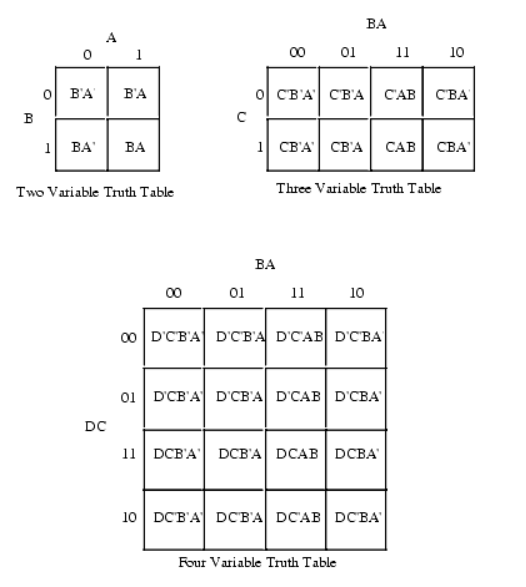 A
0 1
0 B'A' B'A
B
1 BA' BA
Two Variable Truth Table
BA
00 01 11 10
0 C'B'A' C'B'A C'AB C'BA'
C
1 CB'A' CB'A CAB CBA'
Three Variable Truth Table
BA
00 01 11 10
00 D'C'B'A' D'C'B'A D'C'AB D'C'BA'
01 D'CB'A' D'CB'A D'CAB D'CBA'
DC
11 DCB'A' DCB'A DCAB DCBA'
10 DC'B'A' DC'B'A DC'AB DC'BA'
Four Variable Truth Table